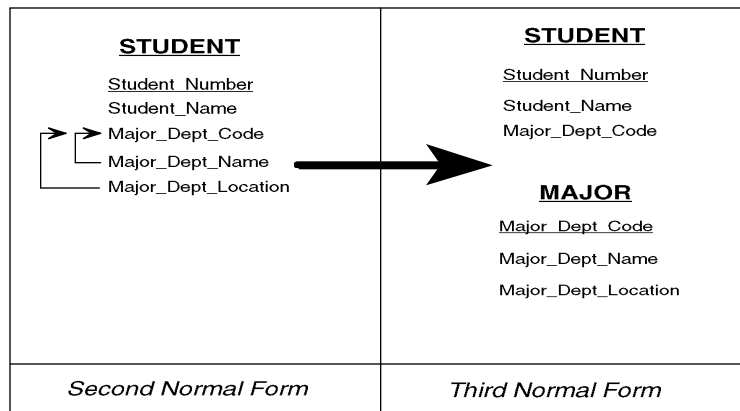 STUDENT
Student_Number
Student_Name
Major_Dept_Code
Major_Dept_Name
Major_Dept_Location
Second Normal Form
STUDENT
Student_Number
Student_Name
Major_Dept_Code
MAJOR
Major_Dept_Code
Major_Dept_Name
Major_Dept_Location
Third Normal Form